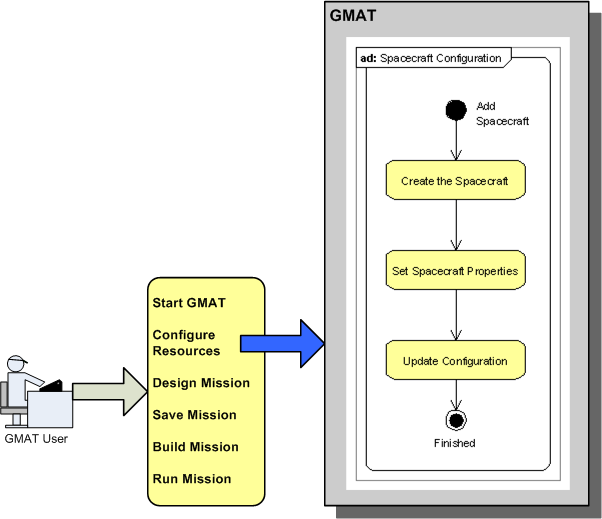 GMAT
ad: Spacecraft Configuration
Add
Spacecraft
Create the Spacecraft
Set Spacecraft Properties
Update Configuration
Finished
Start GMAT
Configure
Resources
Design Mission
Save Mission
Build Mission
Run Mission
GMAT User